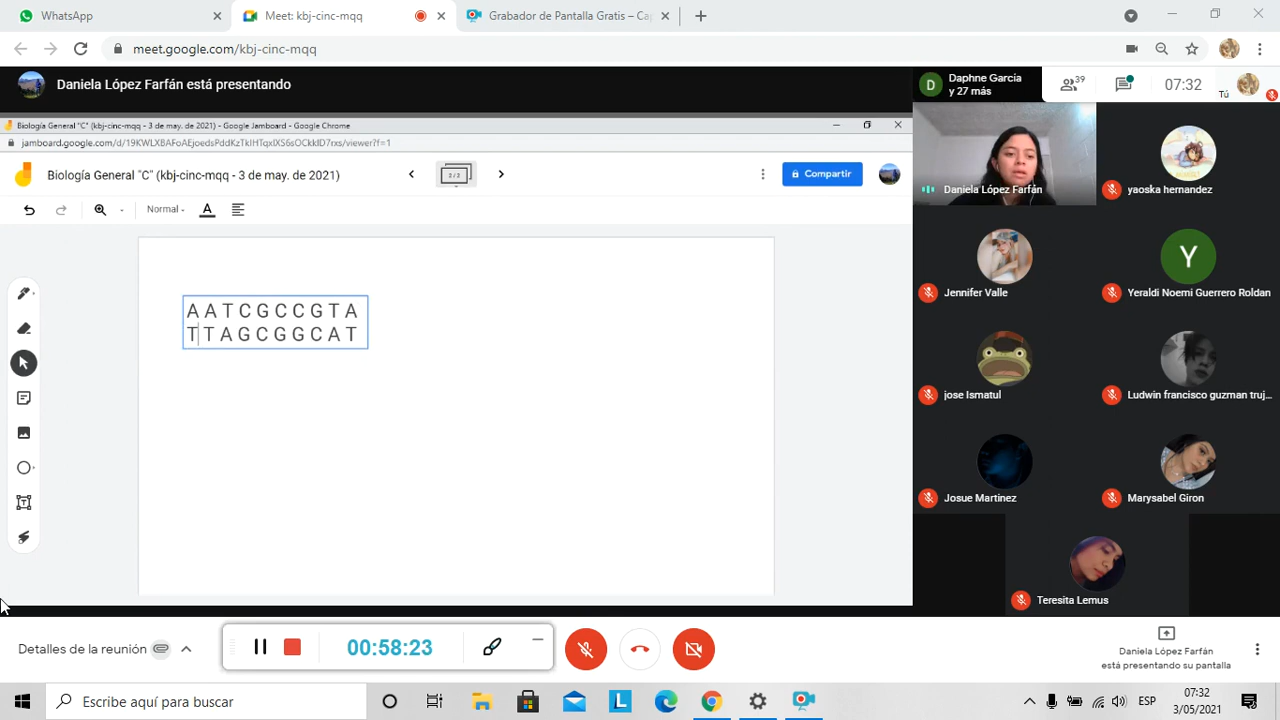 WhatsApp
Meet: kbj-cinc-mqq
Grabador de Pantalla Gratis – Ca
meet.google.com/kbj-cinc-mqq
Daniela López Farfán está presentando
Daphne García
y 27 más
39
07:32
Tú
Biología General "C" (kbj-cinc-mqq - 3 de may. de 2021) - Google Jamboard - Google Chrome
Biología General "C" (kbj-cinc-mqq - 3 de may. de 2021)
2 / 2
Compartir
Normal
A A T C G C C G T A
T T A G C G G C A T
Daniela López Farfán
yaoska hernandez
Jennifer Valle
Y
Yeraldi Noemi Guerrero Roldan
jose Ismatul
Ludwin francisco guzman truj...
Josue Martinez
Marysabel Giron
Teresita Lemus
Detalles de la reunión
00:58:23
Daniela López Farfán
está presentando su pantalla
Escribe aquí para buscar
ESP
07:32
3/05/2021